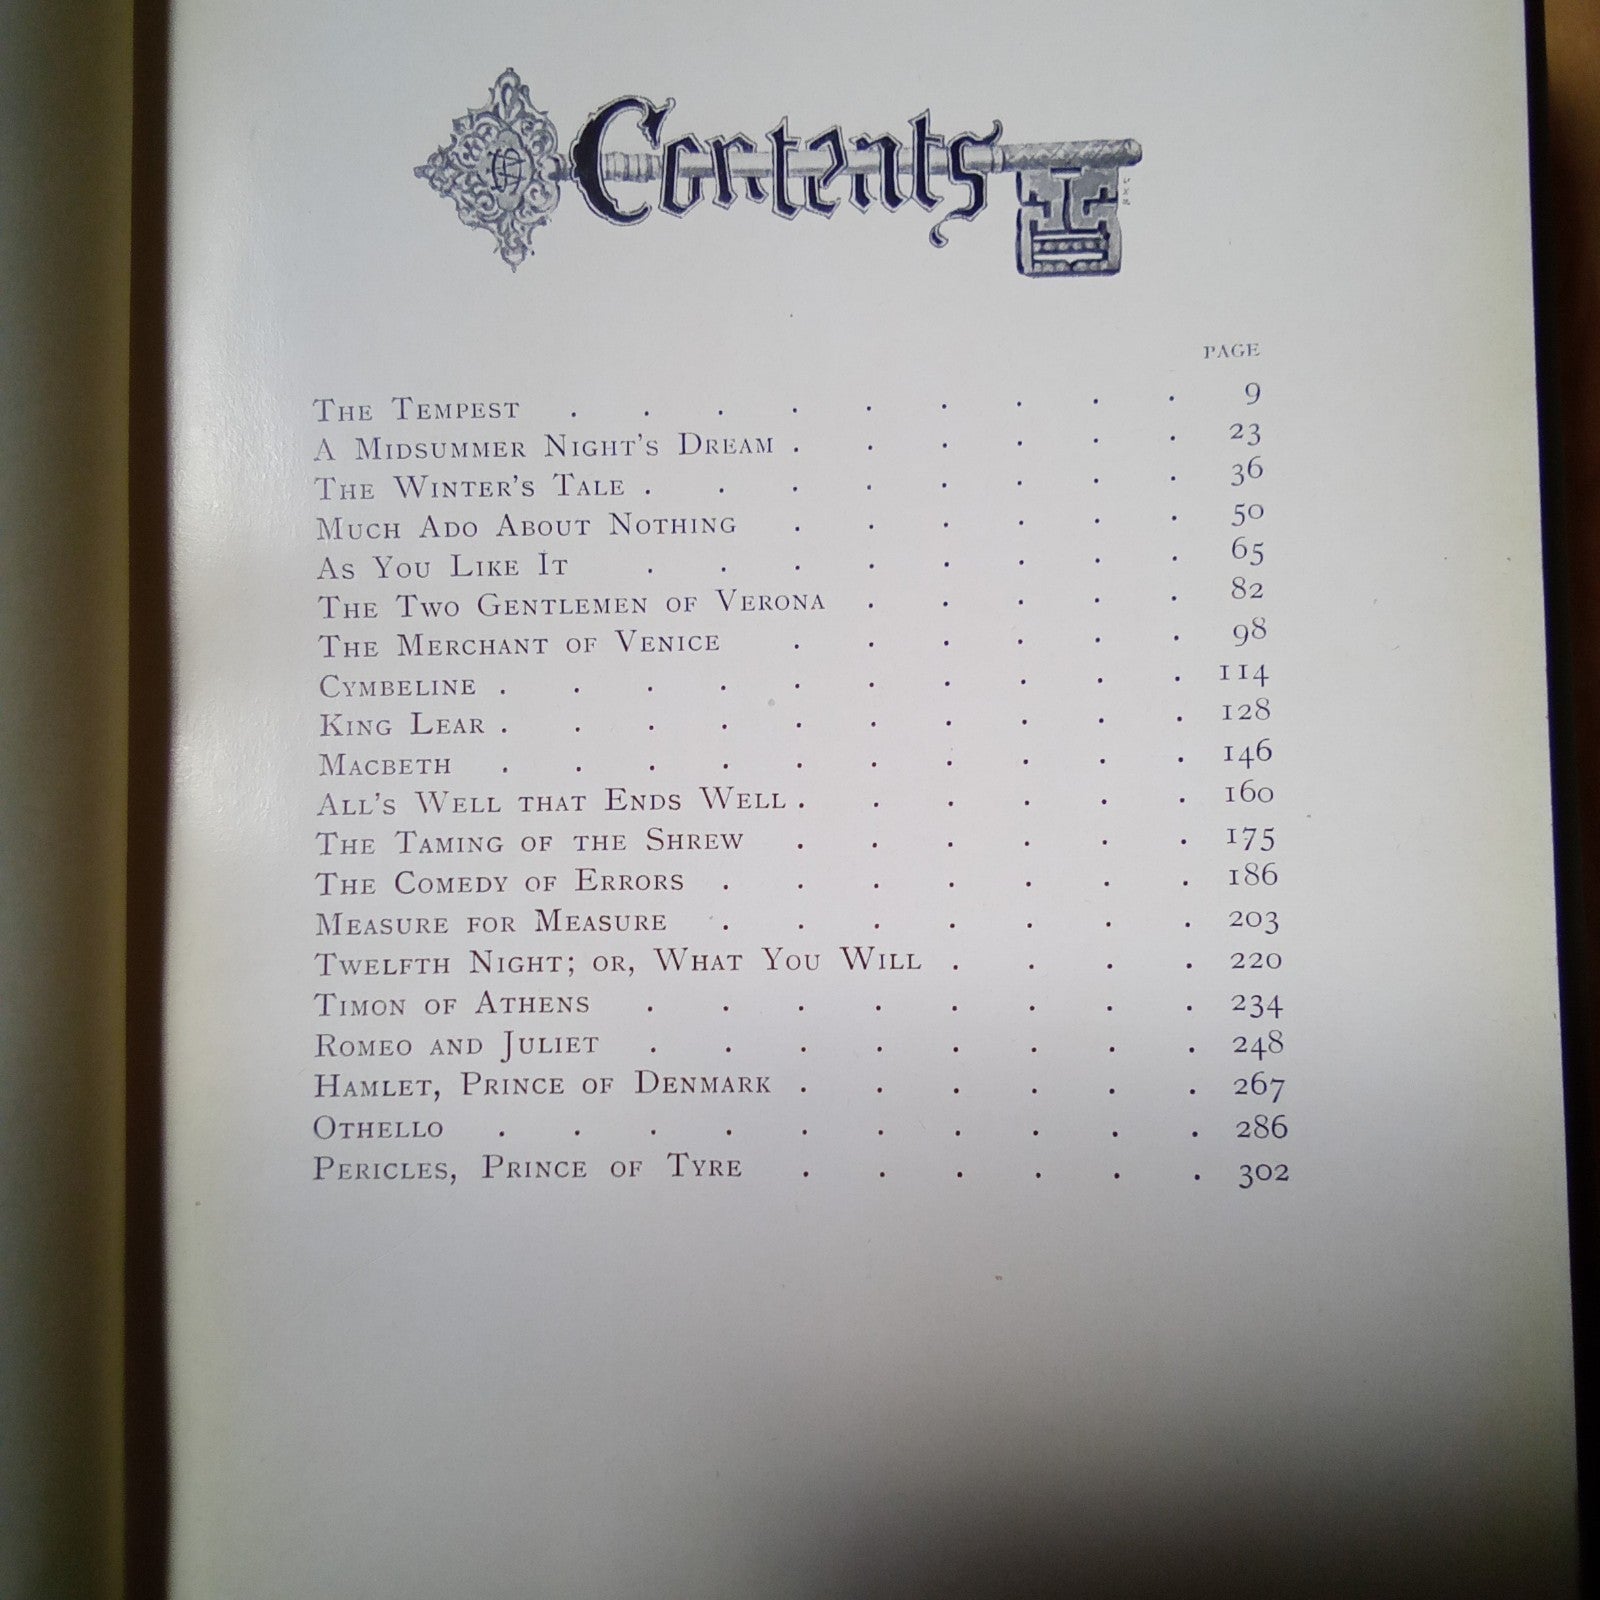 Contents
PAGE
THE TEMPEST . . . . . . . . . 9
A MIDSUMMER NIGHT'S DREAM . . . . . . 23
THE WINTER'S TALE . . . . . . . . 36
MUCH ADO ABOUT NOTHING . . . . . . 50
AS YOU LIKE IT . . . . . . . . 65
THE TWO GENTLEMEN OF VERONA . . . . . 82
THE MERCHANT OF VENICE . . . . . . 98
CYMBELINE . . . . . . . . . . 114
KING LEAR . . . . . . . . . . 128
MACBETH . . . . . . . . . . 146
ALL'S WELL THAT ENDS WELL . . . . . . 160
THE TAMING OF THE SHREW . . . . . . 175
THE COMEDY OF ERRORS . . . . . . . 186
MEASURE FOR MEASURE . . . . . . . 203
TWELFTH NIGHT; OR, WHAT YOU WILL . . . . 220
TIMON OF ATHENS . . . . . . . . 234
ROMEO AND JULIET . . . . . . . . 248
HAMLET, PRINCE OF DENMARK . . . . . . 267
OTHELLO . . . . . . . . . . 286
PERICLES, PRINCE OF TYRE . . . . . . 302